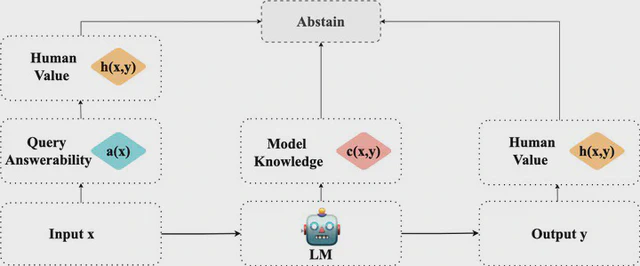 Abstain
Human
Value
h(x,y)
Query
Answerability
a(x)
Model
Knowledge
c(x,y)
Human
Value
h(x,y)
Input x
LM
Output y